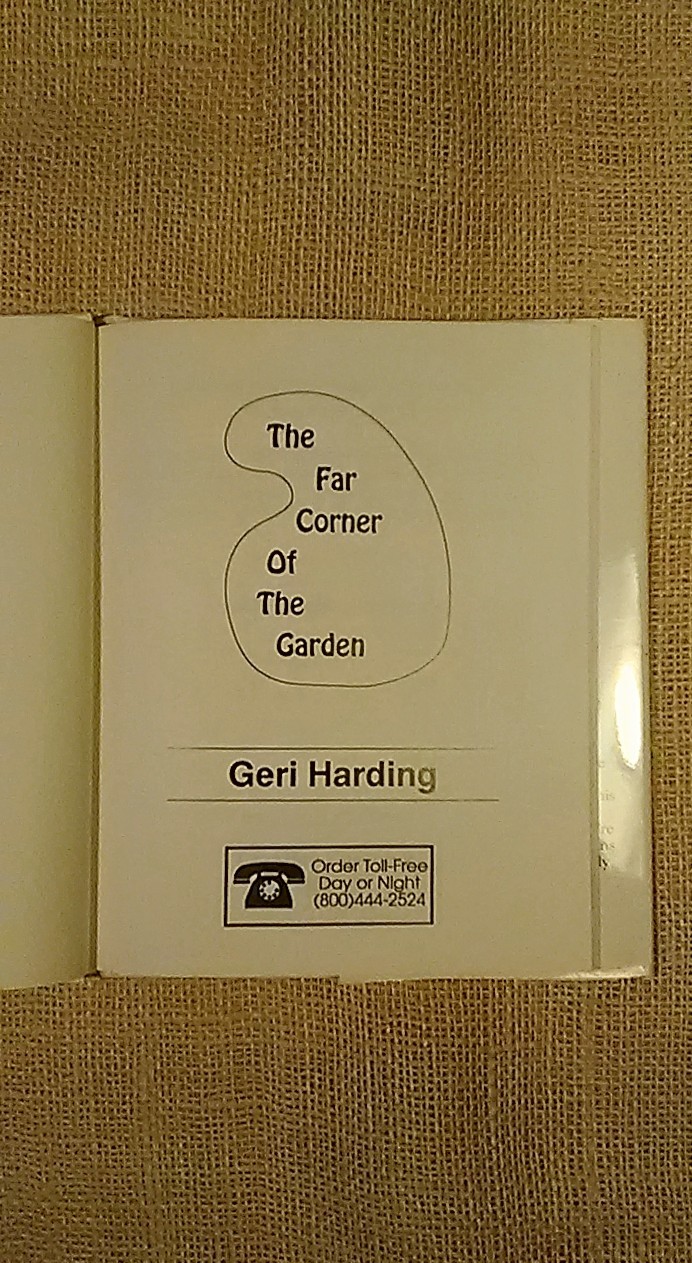 The
Far
Corner
Of
The
Garden
Geri Harding
Order Toll-Free
Day or Night
(800)444-2524